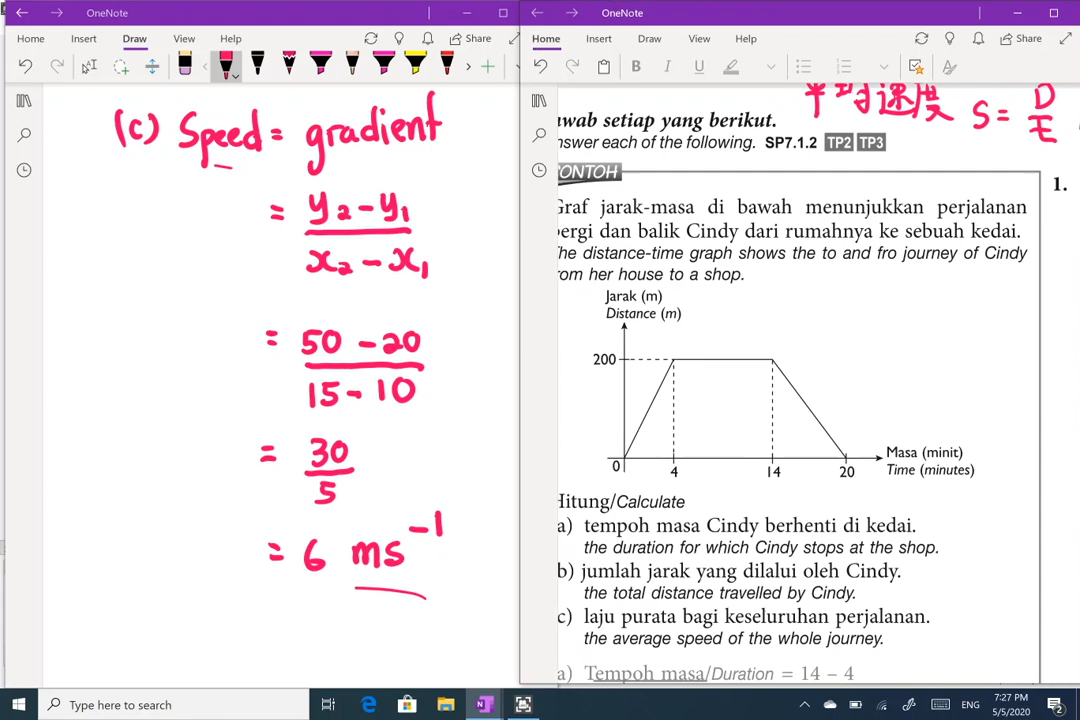 OneNote
Home Insert Draw View Help Share
(c) Speed = gradient
= y2 - y1
x2 - x1
= 50 - 20
15 - 10
= 30
5
= 6 ms-1
OneNote
Home Insert Draw View Help Share
平均速度 S = D
t
awab setiap yang berikut.
nswer each of the following. SP7.1.2 TP2 TP3
ONTOH
1.
Graf jarak-masa di bawah menunjukkan perjalanan
pergi dan balik Cindy dari rumahnya ke sebuah kedai.
The distance-time graph shows the to and fro journey of Cindy
rom her house to a shop.
Jarak (m)
Distance (m)
200
Masa (minit)
0 4 14 20 Time (minutes)
Hitung/Calculate
a) tempoh masa Cindy berhenti di kedai.
the duration for which Cindy stops at the shop.
b) jumlah jarak yang dilalui oleh Cindy.
the total distance travelled by Cindy.
c) laju purata bagi keseluruhan perjalanan.
the average speed of the whole journey.
a) Tempoh masa/Duration = 14 – 4
Type here to search
ENG
7:27 PM
5/5/2020
2